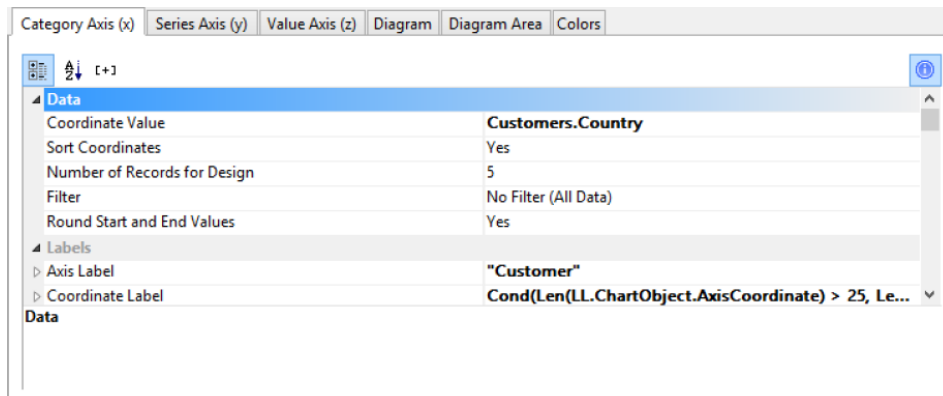 Category Axis (x) Series Axis (y) Value Axis (z) Diagram Diagram Area Colors
A Z [+]
Data
Coordinate Value Customers.Country
Sort Coordinates Yes
Number of Records for Design 5
Filter No Filter (All Data)
Round Start and End Values Yes
Labels
Axis Label "Customer"
Coordinate Label Cond(Len(LL.ChartObject.AxisCoordinate) > 25, Le...
Data